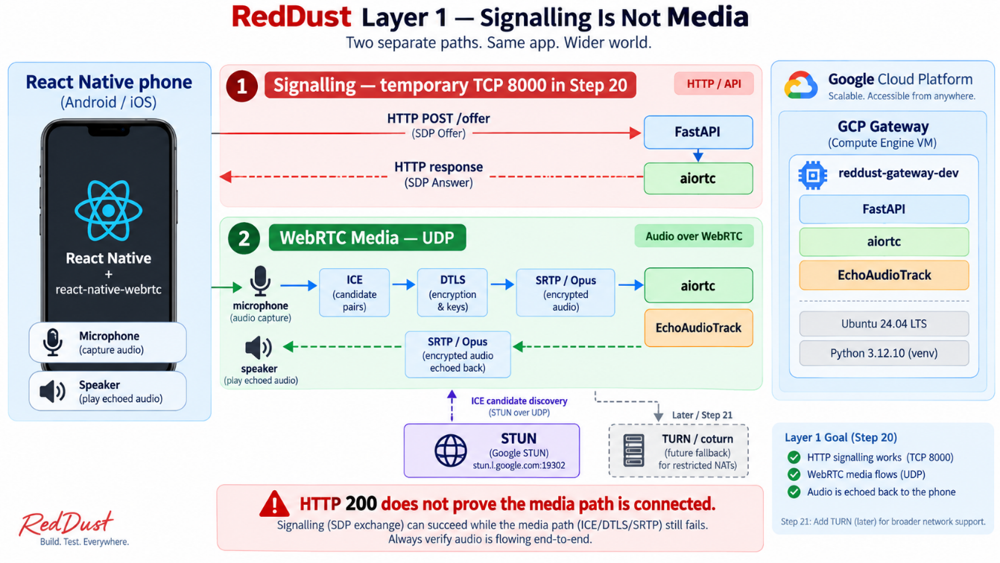 RedDust Layer 1 — Signalling Is Not Media
Two separate paths. Same app. Wider world.
React Native phone
(Android / iOS)
React Native
+
react-native-webrtc
Microphone
(capture audio)
Speaker
(play echoed audio)
1
Signalling — temporary TCP 8000 in Step 20
HTTP / API
HTTP POST /offer
(SDP Offer)
FastAPI
HTTP response
(SDP Answer)
aiortc
2
WebRTC Media — UDP
Audio over WebRTC
microphone
(audio capture)
ICE
(candidate
pairs)
DTLS
(encryption
& keys)
SRTP / Opus
(encrypted
audio)
aiortc
EchoAudioTrack
SRTP / Opus
(encrypted audio
echoed back)
speaker
(play echoed audio)
ICE candidate discovery
(STUN over UDP)
STUN
(Google STUN)
stun.l.google.com:19302
Later / Step 21
TURN / coturn
(future fallback)
for restricted NATs
Google Cloud Platform
Scalable. Accessible from anywhere.
GCP Gateway
(Compute Engine VM)
reddust-gateway-dev
FastAPI
aiortc
EchoAudioTrack
Ubuntu 24.04 LTS
Python 3.12.10 (venv)
Layer 1 Goal (Step 20)
HTTP signalling works (TCP 8000)
WebRTC media flows (UDP)
Audio is echoed back to the phone
Step 21: Add TURN (later) for broader network support.
HTTP 200 does not prove the media path is connected.
Signalling (SDP exchange) can succeed while the media path (ICE/DTLS/SRTP) still fails.
Always verify audio is flowing end-to-end.
RedDust
Build. Test. Everywhere.